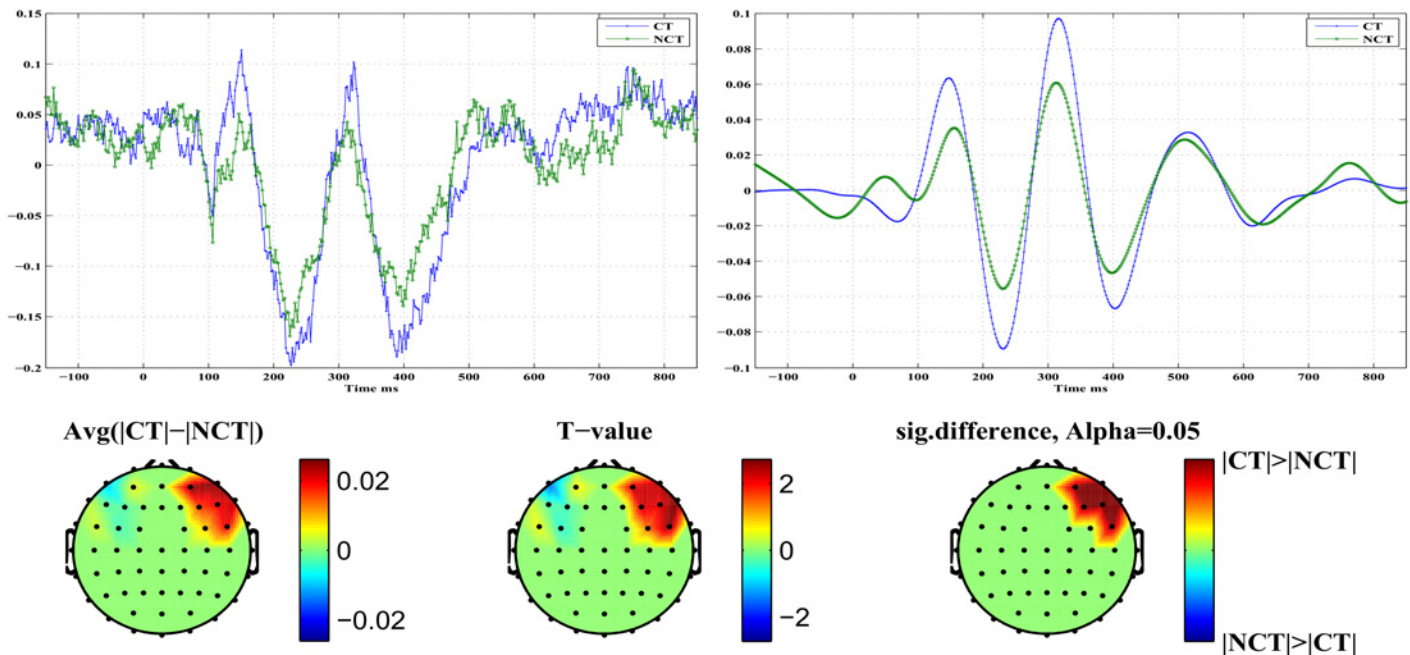 0.15
0.1
0.05
0
−0.05
−0.1
−0.15
−0.2
−100 0 100 200 300 400 500 600 700 800
Time ms
CT
NCT
0.1
0.08
0.06
0.04
0.02
0
−0.02
−0.04
−0.06
−0.08
−0.1
−100 0 100 200 300 400 500 600 700 800
Time ms
CT
NCT
Avg(|CT|−|NCT|)
0.02
0
−0.02
T−value
2
0
−2
sig.difference, Alpha=0.05
|CT|>|NCT|
|NCT|>|CT|